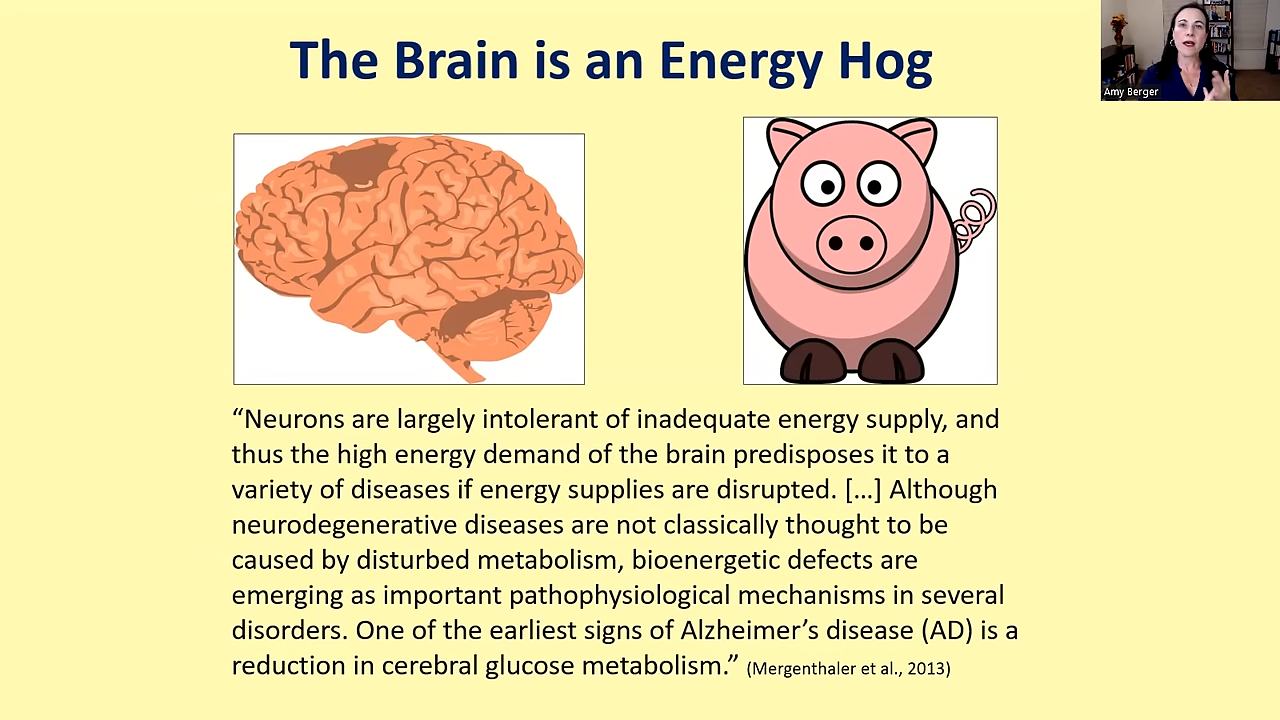 The Brain is an Energy Hog
Amy Berger
“Neurons are largely intolerant of inadequate energy supply, and
thus the high energy demand of the brain predisposes it to a
variety of diseases if energy supplies are disrupted. […] Although
neurodegenerative diseases are not classically thought to be
caused by disturbed metabolism, bioenergetic defects are
emerging as important pathophysiological mechanisms in several
disorders. One of the earliest signs of Alzheimer’s disease (AD) is a
reduction in cerebral glucose metabolism.” (Mergenthaler et al., 2013)